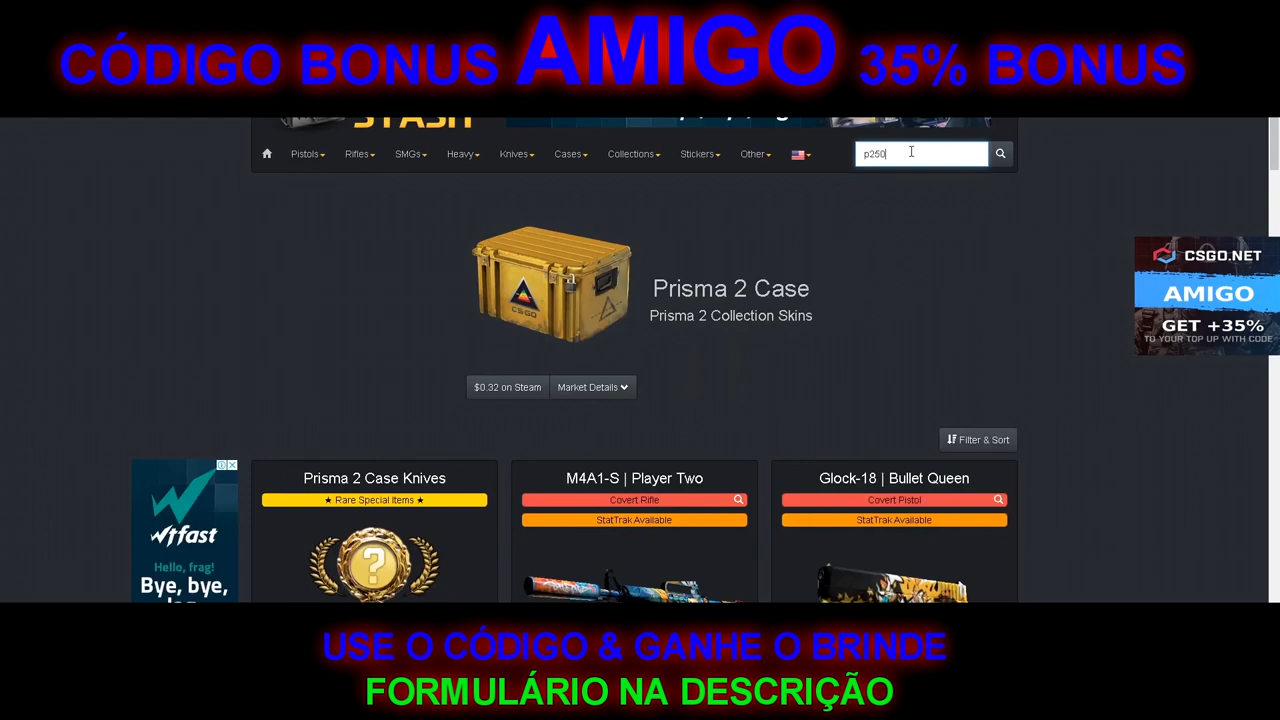 CÓDIGO BONUS AMIGO 35% BONUS
STASH
Pistols Rifles SMGs Heavy Knives Cases Collections Stickers Other
p250
Prisma 2 Case
Prisma 2 Collection Skins
CSGO
$0.32 on Steam Market Details
CSGO.NET
AMIGO
GET +35%
TO YOUR TOP UP WITH CODE
Filter & Sort
wtfast
Hello, frag!
Bye, bye,
Prisma 2 Case Knives
★ Rare Special Items ★
?
M4A1-S | Player Two
Covert Rifle
StatTrak Available
Glock-18 | Bullet Queen
Covert Pistol
StatTrak Available
USE O CÓDIGO & GANHE O BRINDE
FORMULÁRIO NA DESCRIÇÃO